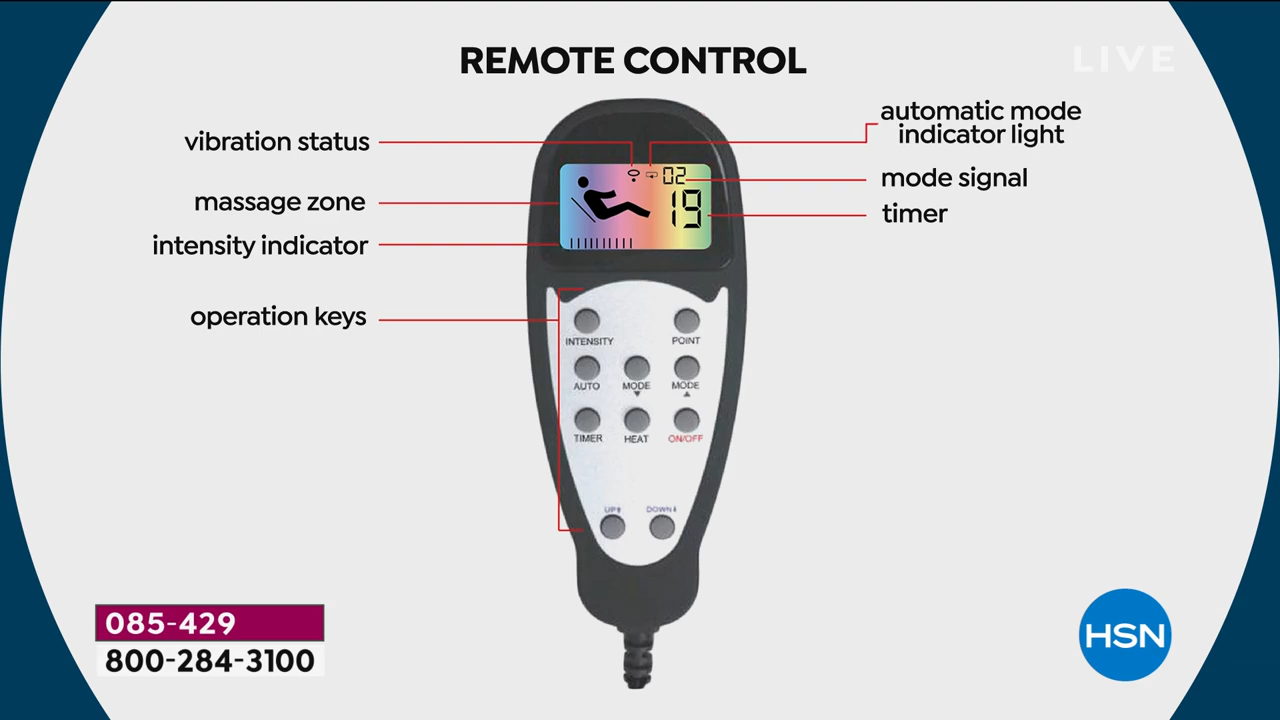 REMOTE CONTROL
LIVE
vibration status
automatic mode
indicator light
02
mode signal
massage zone
19
timer
intensity indicator
operation keys
INTENSITY
POINT
AUTO
MODE
MODE
TIMER
HEAT
ON/OFF
UP
DOWN
085-429
800-284-3100
HSN